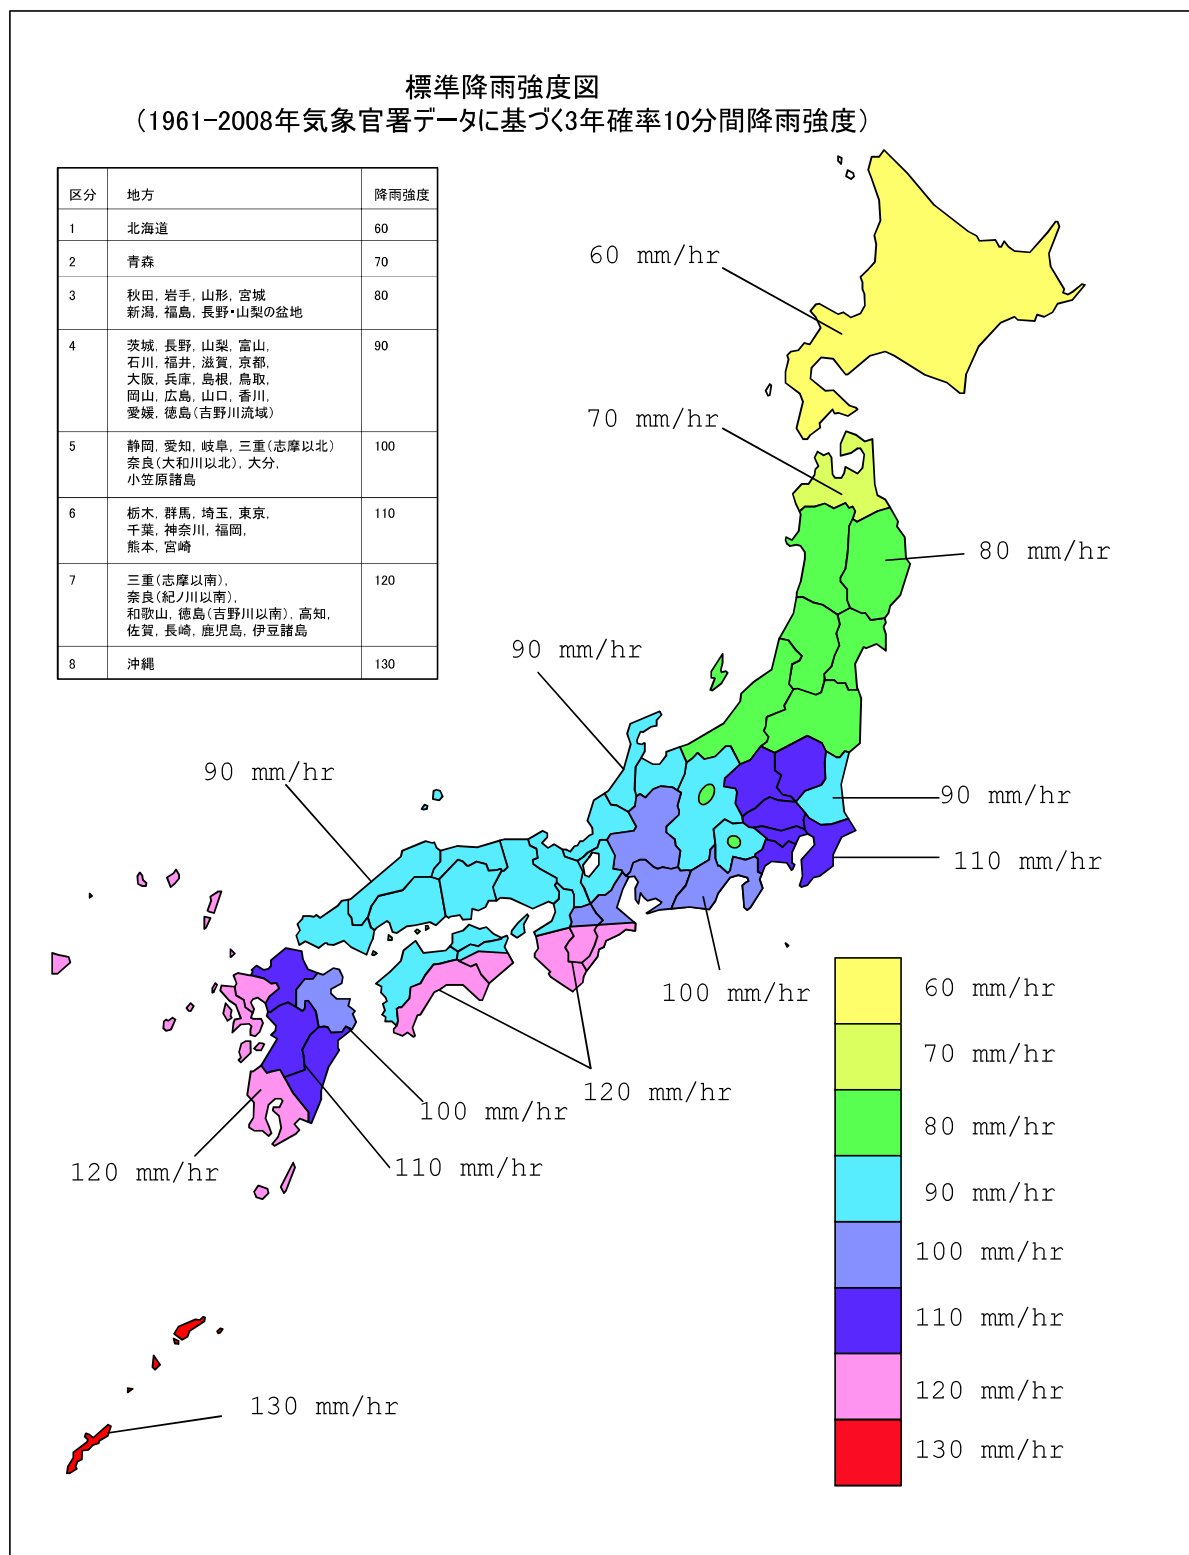 標準降雨強度図
（1961-2008年気象官署データに基づく3年確率10分間降雨強度）
区分 地方 降雨強度
1 北海道 60
2 青森 70
3 秋田, 岩手, 山形, 宮城 80
新潟, 福島, 長野・山梨の盆地
4 茨城, 長野, 山梨, 富山, 90
石川, 福井, 滋賀, 京都,
大阪, 兵庫, 島根, 鳥取,
岡山, 広島, 山口, 香川,
愛媛, 徳島（吉野川流域）
5 静岡, 愛知, 岐阜, 三重（志摩以北） 100
奈良（大和川以北）, 大分,
小笠原諸島
6 栃木, 群馬, 埼玉, 東京, 110
千葉, 神奈川, 福岡,
熊本, 宮崎
7 三重（志摩以南）, 120
奈良（紀ノ川以南）,
和歌山, 徳島（吉野川以南）, 高知,
佐賀, 長崎, 鹿児島, 伊豆諸島
8 沖縄 130
60 mm/hr
70 mm/hr
80 mm/hr
90 mm/hr
90 mm/hr
90 mm/hr
110 mm/hr
100 mm/hr
120 mm/hr
100 mm/hr
110 mm/hr
120 mm/hr
130 mm/hr
60 mm/hr
70 mm/hr
80 mm/hr
90 mm/hr
100 mm/hr
110 mm/hr
120 mm/hr
130 mm/hr